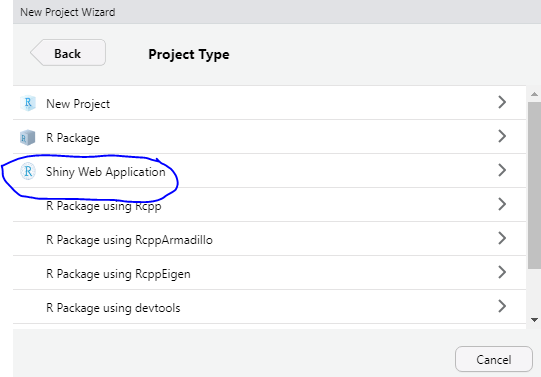 New Project Wizard
Back
Project Type
R New Project
R R Package
R Shiny Web Application
R Package using Rcpp
R Package using RcppArmadillo
R Package using RcppEigen
R Package using devtools
Cancel